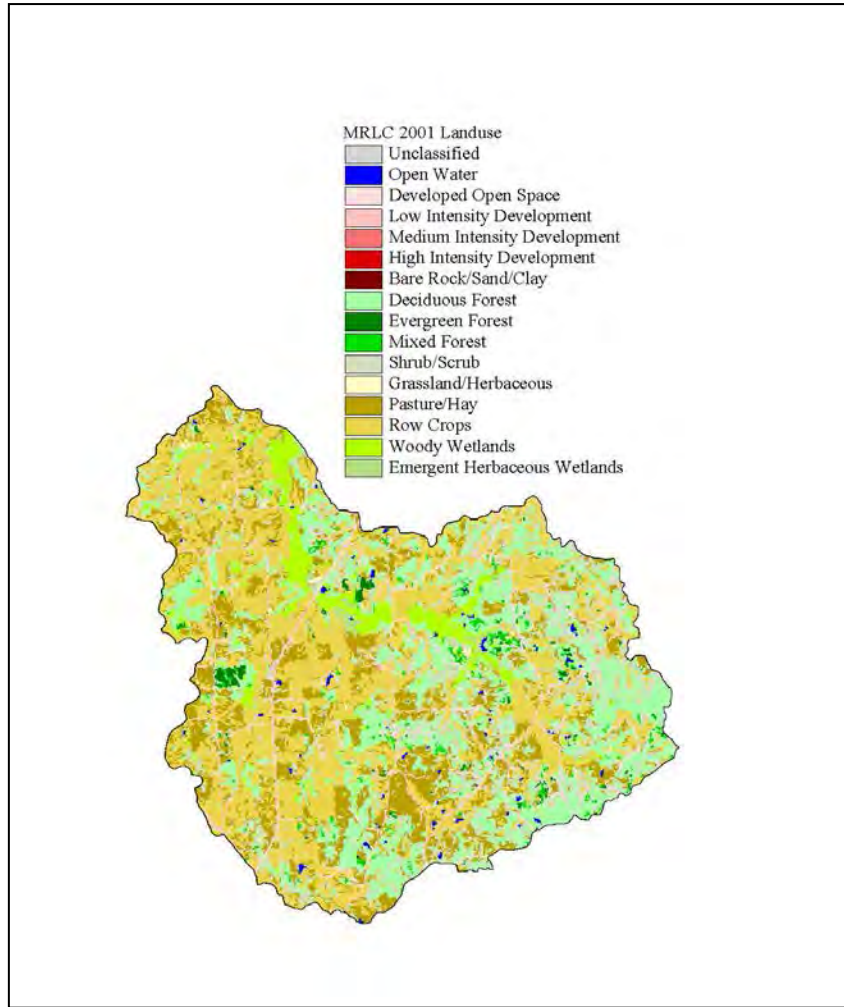 MRLC 2001 Landuse
Unclassified
Open Water
Developed Open Space
Low Intensity Development
Medium Intensity Development
High Intensity Development
Bare Rock/Sand/Clay
Deciduous Forest
Evergreen Forest
Mixed Forest
Shrub/Scrub
Grassland/Herbaceous
Pasture/Hay
Row Crops
Woody Wetlands
Emergent Herbaceous Wetlands